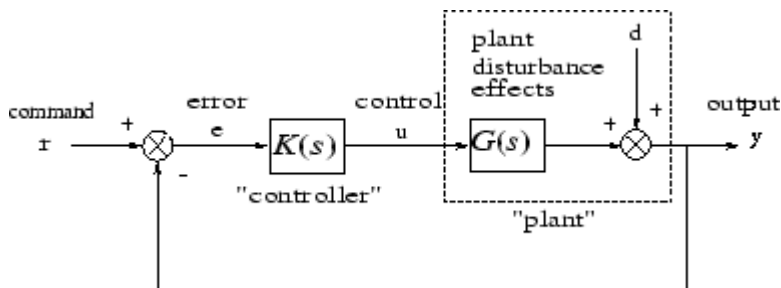 plant
disturbance
effects
d
command
r
+
error
e
K(s)
"controller"
control
u
G(s)
+
+
"plant"
output
y
-